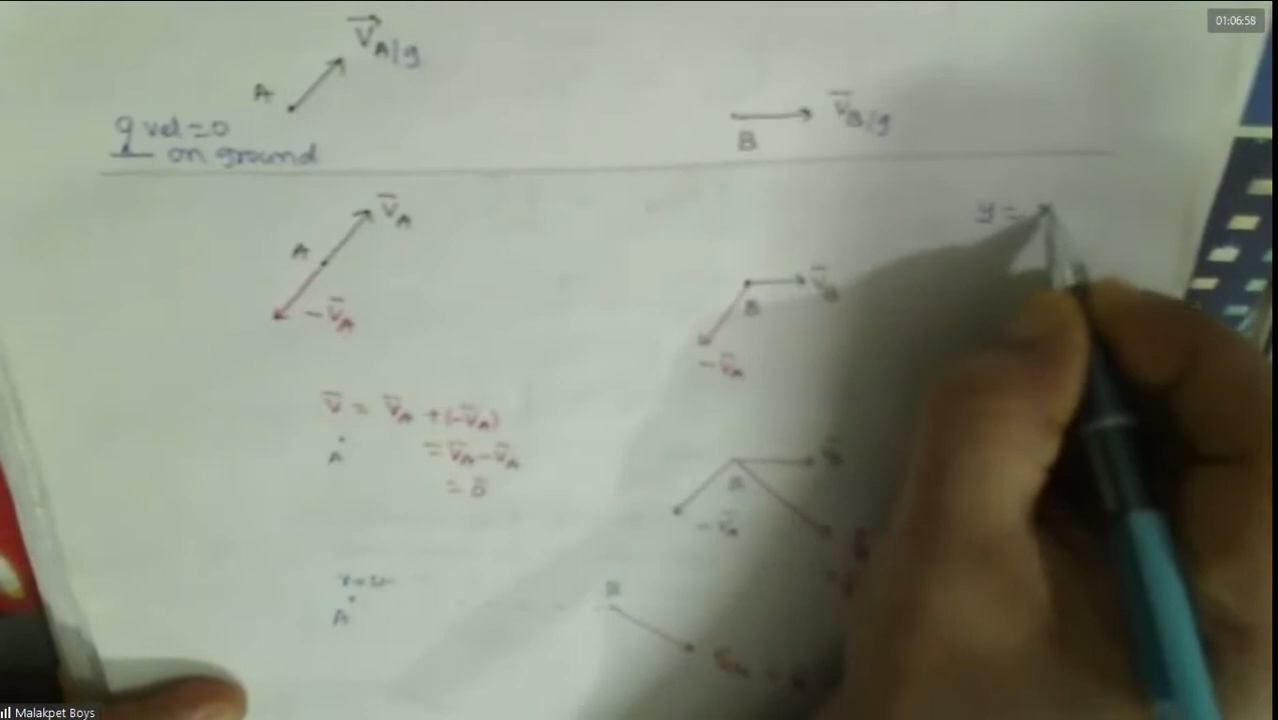 01:06:58
V⃗A/g
A
V̄B/g
B
g vel=0
on ground
V̄A
A
-V̄A
y =
V̄B
B
-V̄A
V̄ = V̄A + (-V̄A)
A
= V̄A - V̄A
= 0̄
-V̄A
A
B
Malakpet Boys